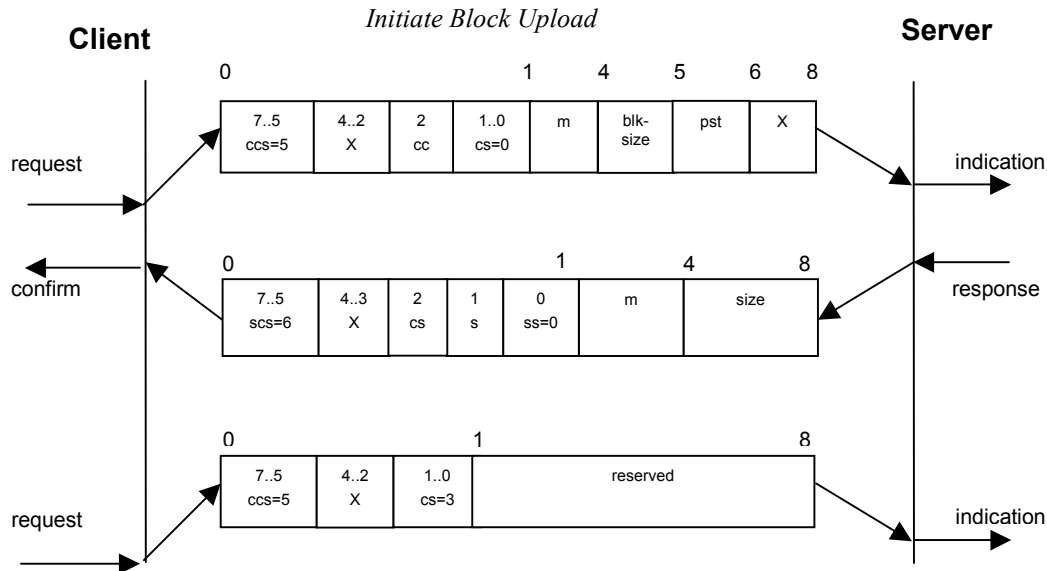 Initiate Block Upload
Client Server
0 1 4 5 6 8
7..5 4..2 2 1..0 m blk- pst X
ccs=5 X cc cs=0 size
request indication
0 1 4 8
confirm response
7..5 4..3 2 1 0 m size
scs=6 X cs s ss=0
0 1 8
7..5 4..2 1..0 reserved
ccs=5 X cs=3
request indication